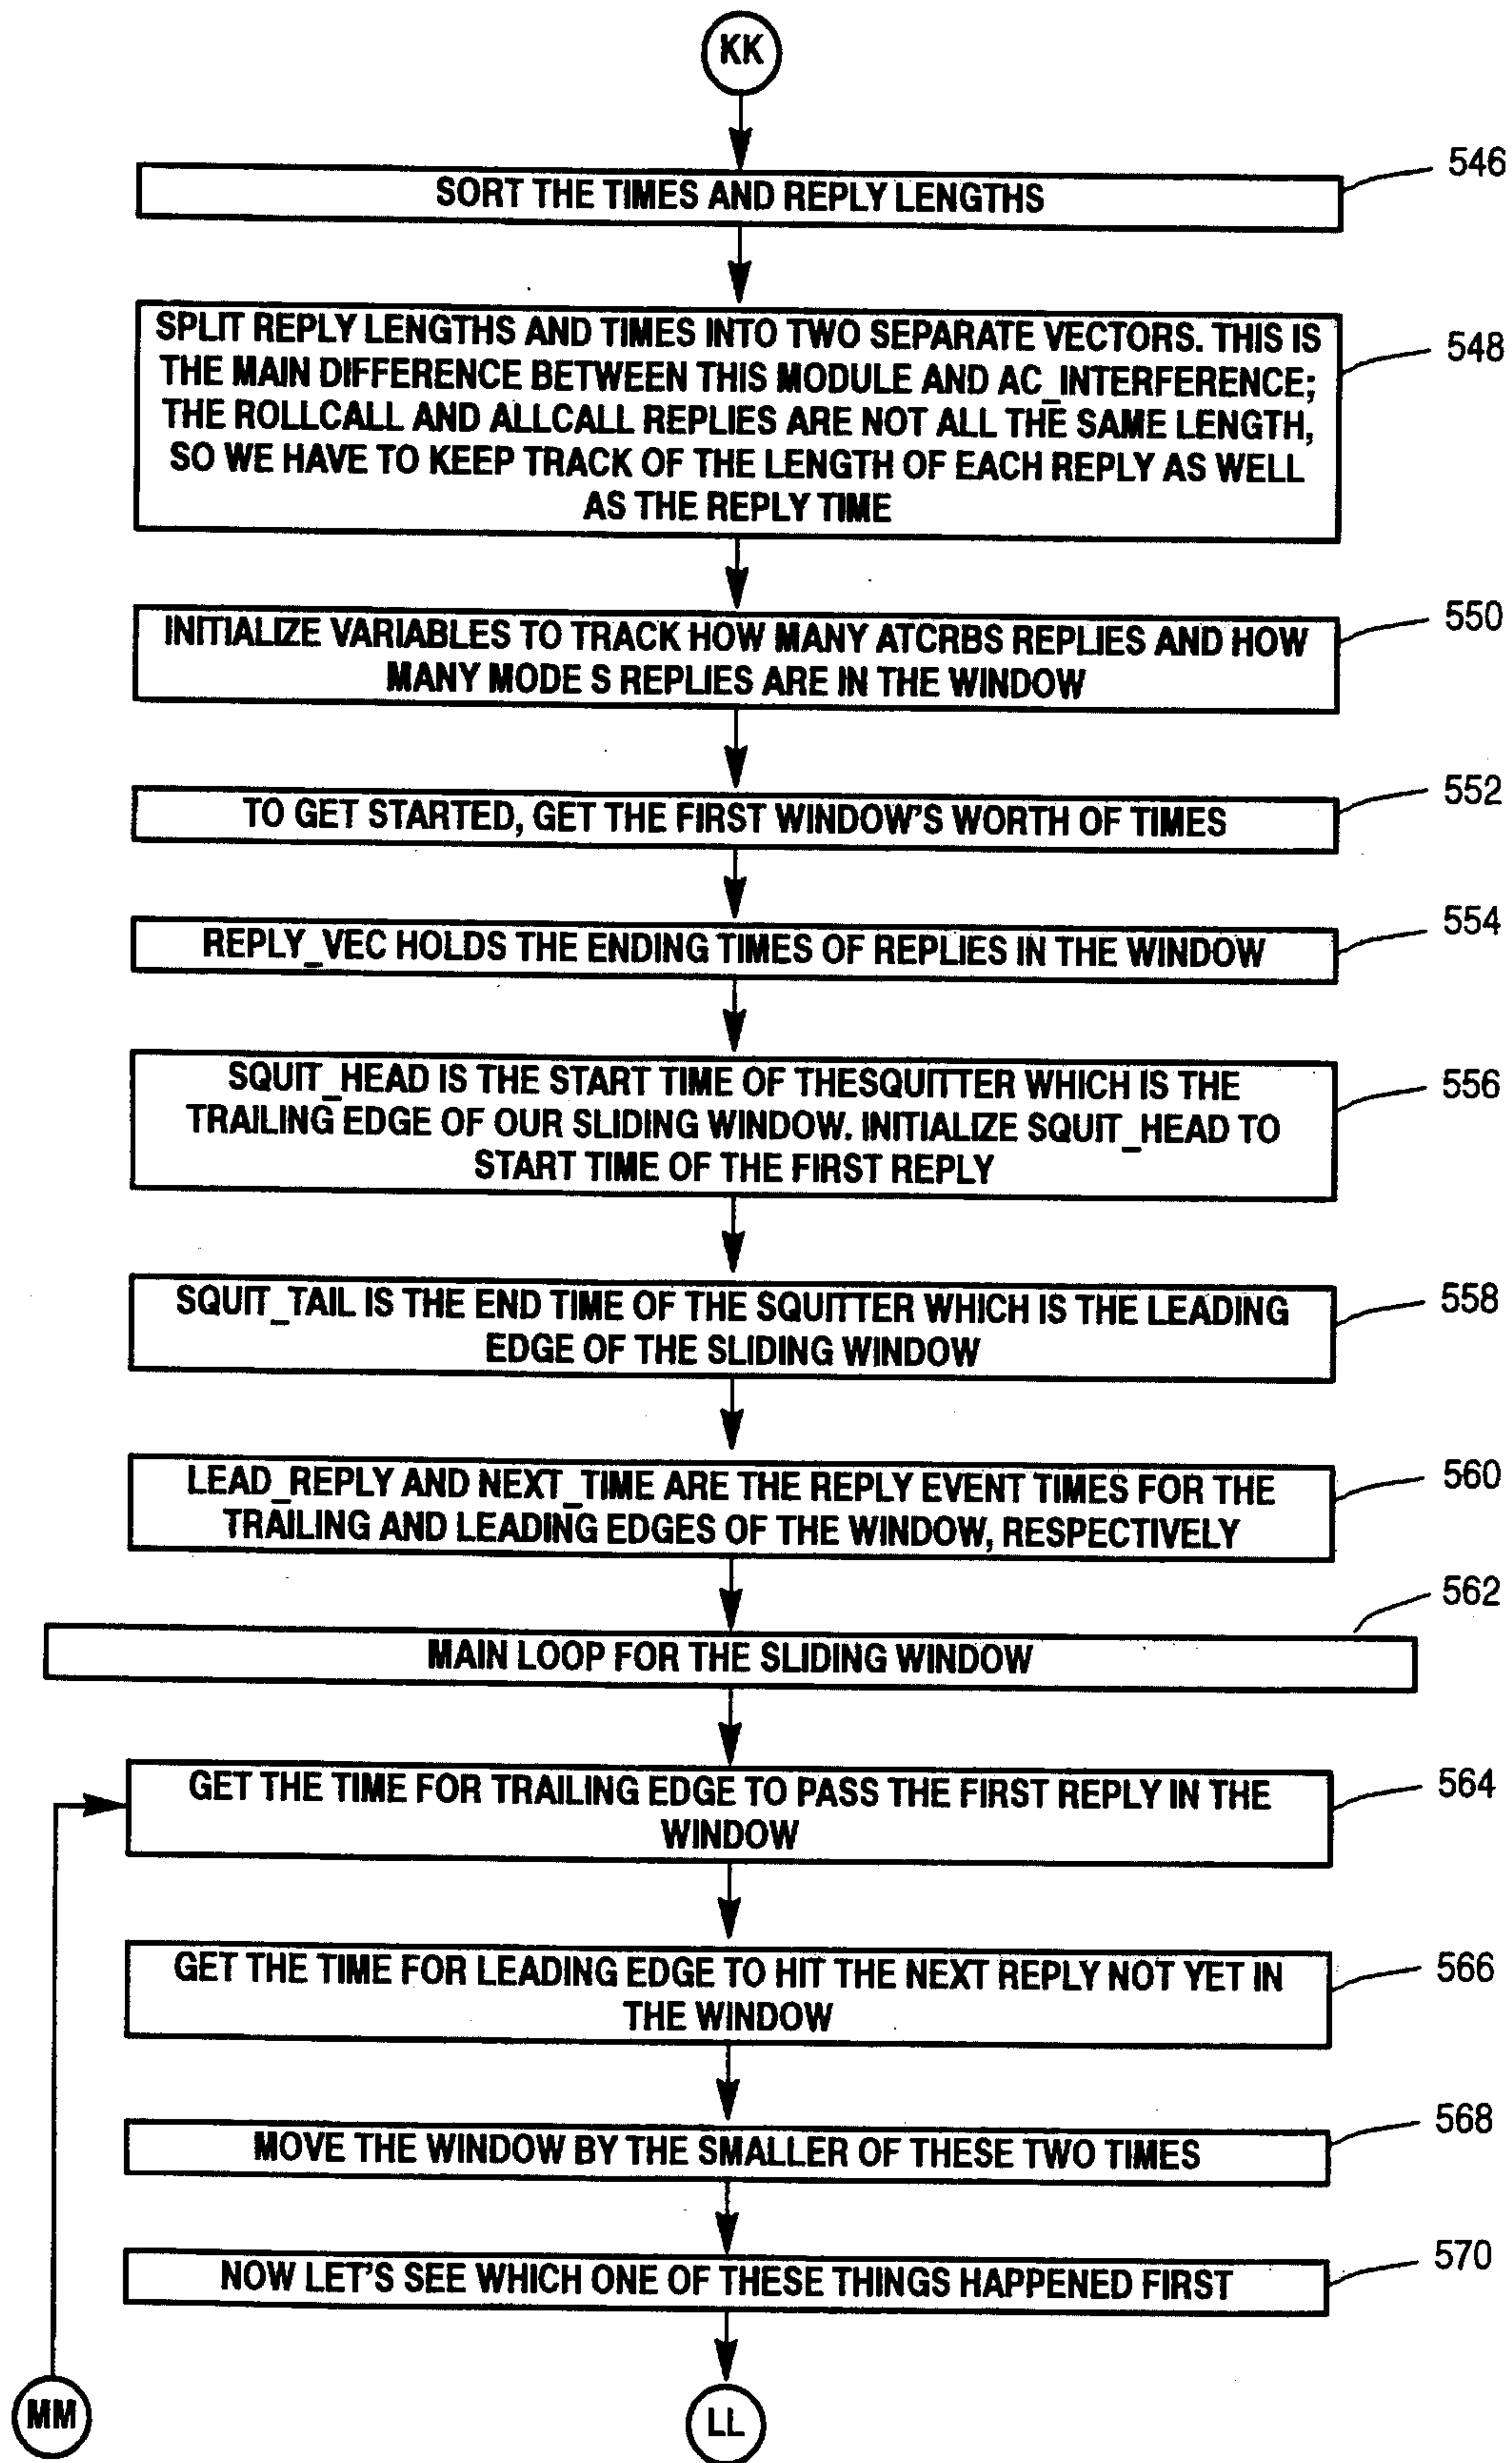 KK
SORT THE TIMES AND REPLY LENGTHS
546
SPLIT REPLY LENGTHS AND TIMES INTO TWO SEPARATE VECTORS. THIS IS
THE MAIN DIFFERENCE BETWEEN THIS MODULE AND AC_INTERFERENCE;
THE ROLLCALL AND ALLCALL REPLIES ARE NOT ALL THE SAME LENGTH,
SO WE HAVE TO KEEP TRACK OF THE LENGTH OF EACH REPLY AS WELL
AS THE REPLY TIME
548
INITIALIZE VARIABLES TO TRACK HOW MANY ATCRBS REPLIES AND HOW
MANY MODE S REPLIES ARE IN THE WINDOW
550
TO GET STARTED, GET THE FIRST WINDOW'S WORTH OF TIMES
552
REPLY_VEC HOLDS THE ENDING TIMES OF REPLIES IN THE WINDOW
554
SQUIT_HEAD IS THE START TIME OF THESQUITTER WHICH IS THE
TRAILING EDGE OF OUR SLIDING WINDOW. INITIALIZE SQUIT_HEAD TO
START TIME OF THE FIRST REPLY
556
SQUIT_TAIL IS THE END TIME OF THE SQUITTER WHICH IS THE LEADING
EDGE OF THE SLIDING WINDOW
558
LEAD_REPLY AND NEXT_TIME ARE THE REPLY EVENT TIMES FOR THE
TRAILING AND LEADING EDGES OF THE WINDOW, RESPECTIVELY
560
MAIN LOOP FOR THE SLIDING WINDOW
562
GET THE TIME FOR TRAILING EDGE TO PASS THE FIRST REPLY IN THE
WINDOW
564
GET THE TIME FOR LEADING EDGE TO HIT THE NEXT REPLY NOT YET IN
THE WINDOW
566
MOVE THE WINDOW BY THE SMALLER OF THESE TWO TIMES
568
NOW LET'S SEE WHICH ONE OF THESE THINGS HAPPENED FIRST
570
MM
LL